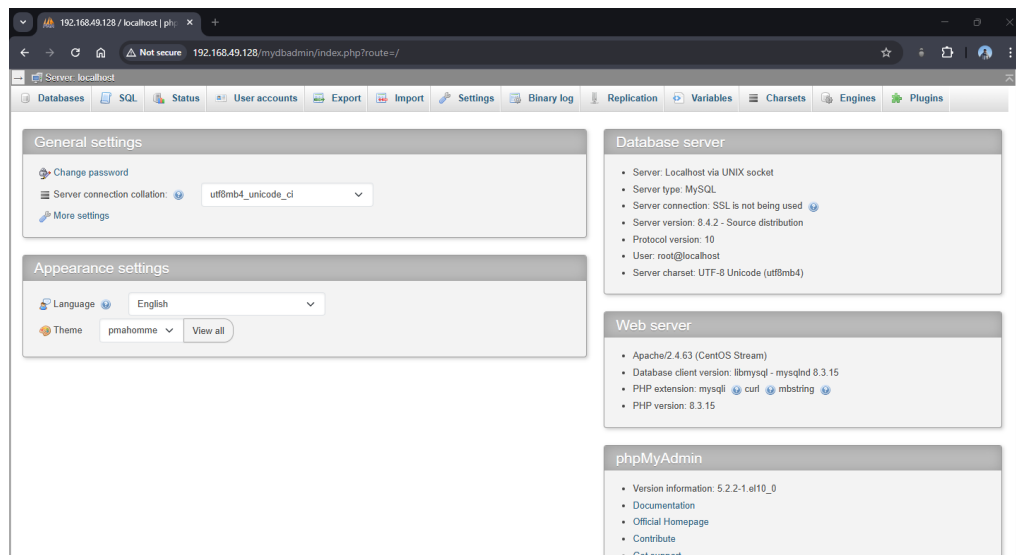 192.168.49.128 / localhost | php
Not secure 192.168.49.128/mydbadmin/index.php?route=/
Server: localhost
Databases SQL Status User accounts Export Import Settings Binary log Replication Variables Charsets Engines Plugins
General settings
Change password
Server connection collation: utf8mb4_unicode_ci
More settings
Appearance settings
Language English
Theme pmahomme View all
Database server
Server: Localhost via UNIX socket
Server type: MySQL
Server connection: SSL is not being used
Server version: 8.4.2 - Source distribution
Protocol version: 10
User: root@localhost
Server charset: UTF-8 Unicode (utf8mb4)
Web server
Apache/2.4.63 (CentOS Stream)
Database client version: libmysql - mysqlnd 8.3.15
PHP extension: mysqli curl mbstring
PHP version: 8.3.15
phpMyAdmin
Version information: 5.2.2-1.el10_0
Documentation
Official Homepage
Contribute
Get support